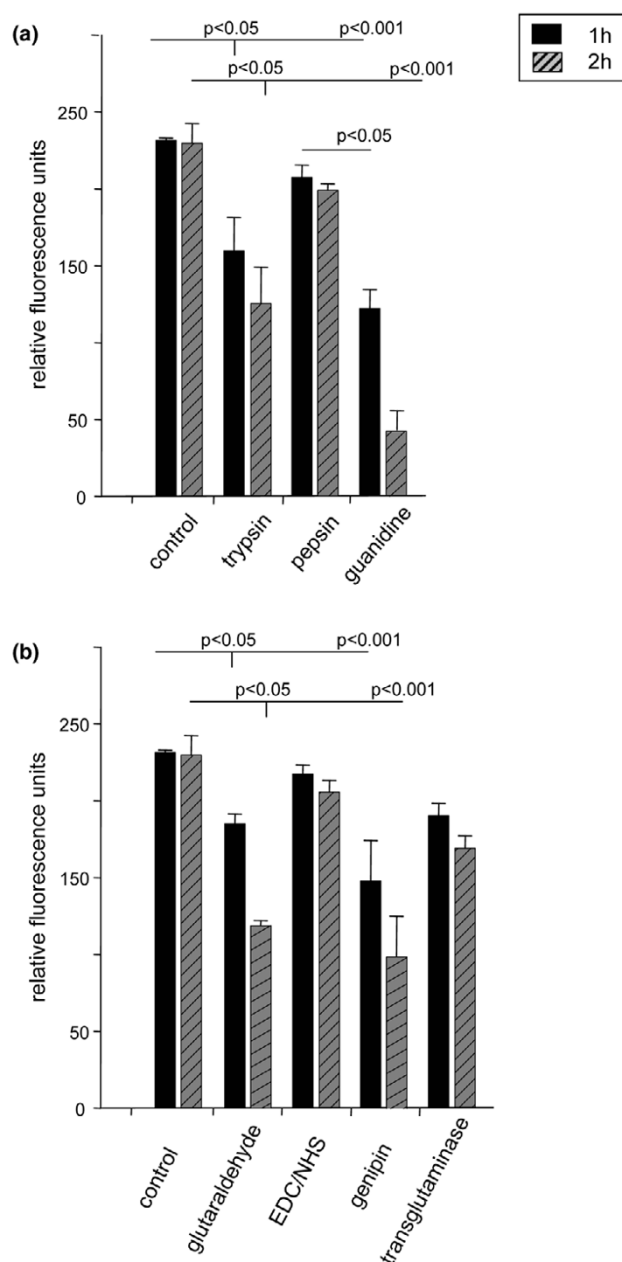 (a)
p<0.05 p<0.001
p<0.05 p<0.001
p<0.05
1h
2h
250
150
50
0
relative fluorescence units
control
trypsin
pepsin
guanidine
(b)
p<0.05 p<0.001
p<0.05 p<0.001
250
150
50
0
relative fluorescence units
control
glutaraldehyde
EDC/NHS
genipin
transglutaminase